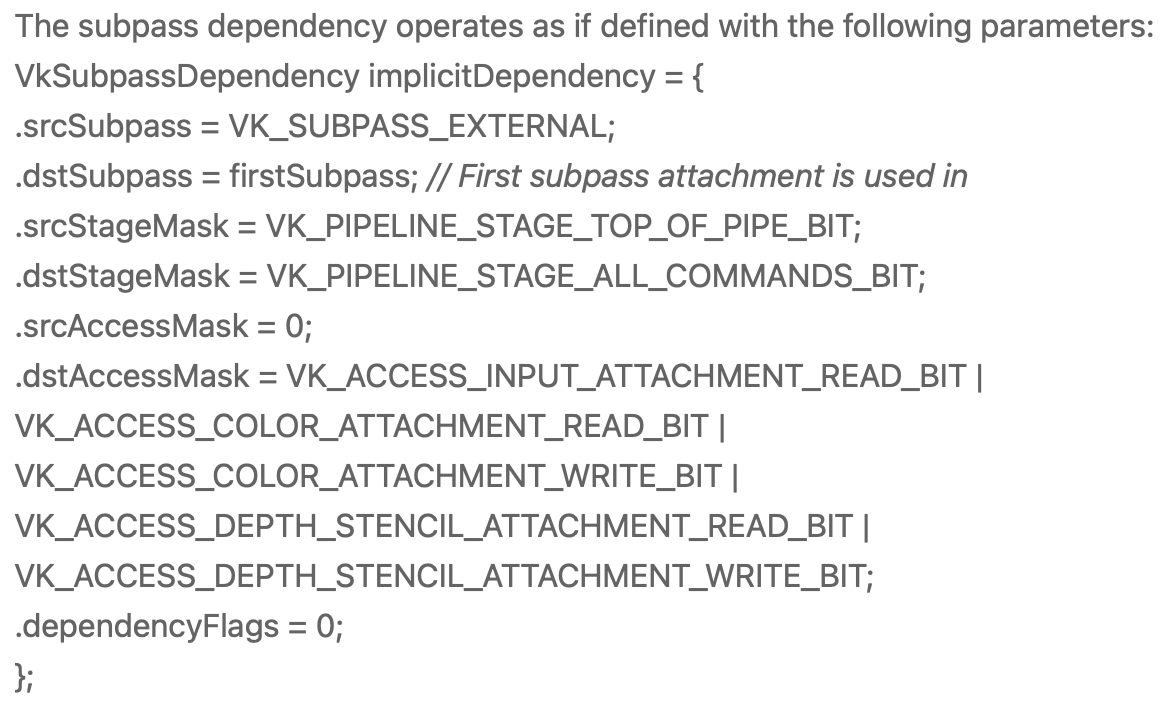 The subpass dependency operates as if defined with the following parameters:
VkSubpassDependency implicitDependency = {
.srcSubpass = VK_SUBPASS_EXTERNAL;
.dstSubpass = firstSubpass; // First subpass attachment is used in
.srcStageMask = VK_PIPELINE_STAGE_TOP_OF_PIPE_BIT;
.dstStageMask = VK_PIPELINE_STAGE_ALL_COMMANDS_BIT;
.srcAccessMask = 0;
.dstAccessMask = VK_ACCESS_INPUT_ATTACHMENT_READ_BIT |
VK_ACCESS_COLOR_ATTACHMENT_READ_BIT |
VK_ACCESS_COLOR_ATTACHMENT_WRITE_BIT |
VK_ACCESS_DEPTH_STENCIL_ATTACHMENT_READ_BIT |
VK_ACCESS_DEPTH_STENCIL_ATTACHMENT_WRITE_BIT;
.dependencyFlags = 0;
};